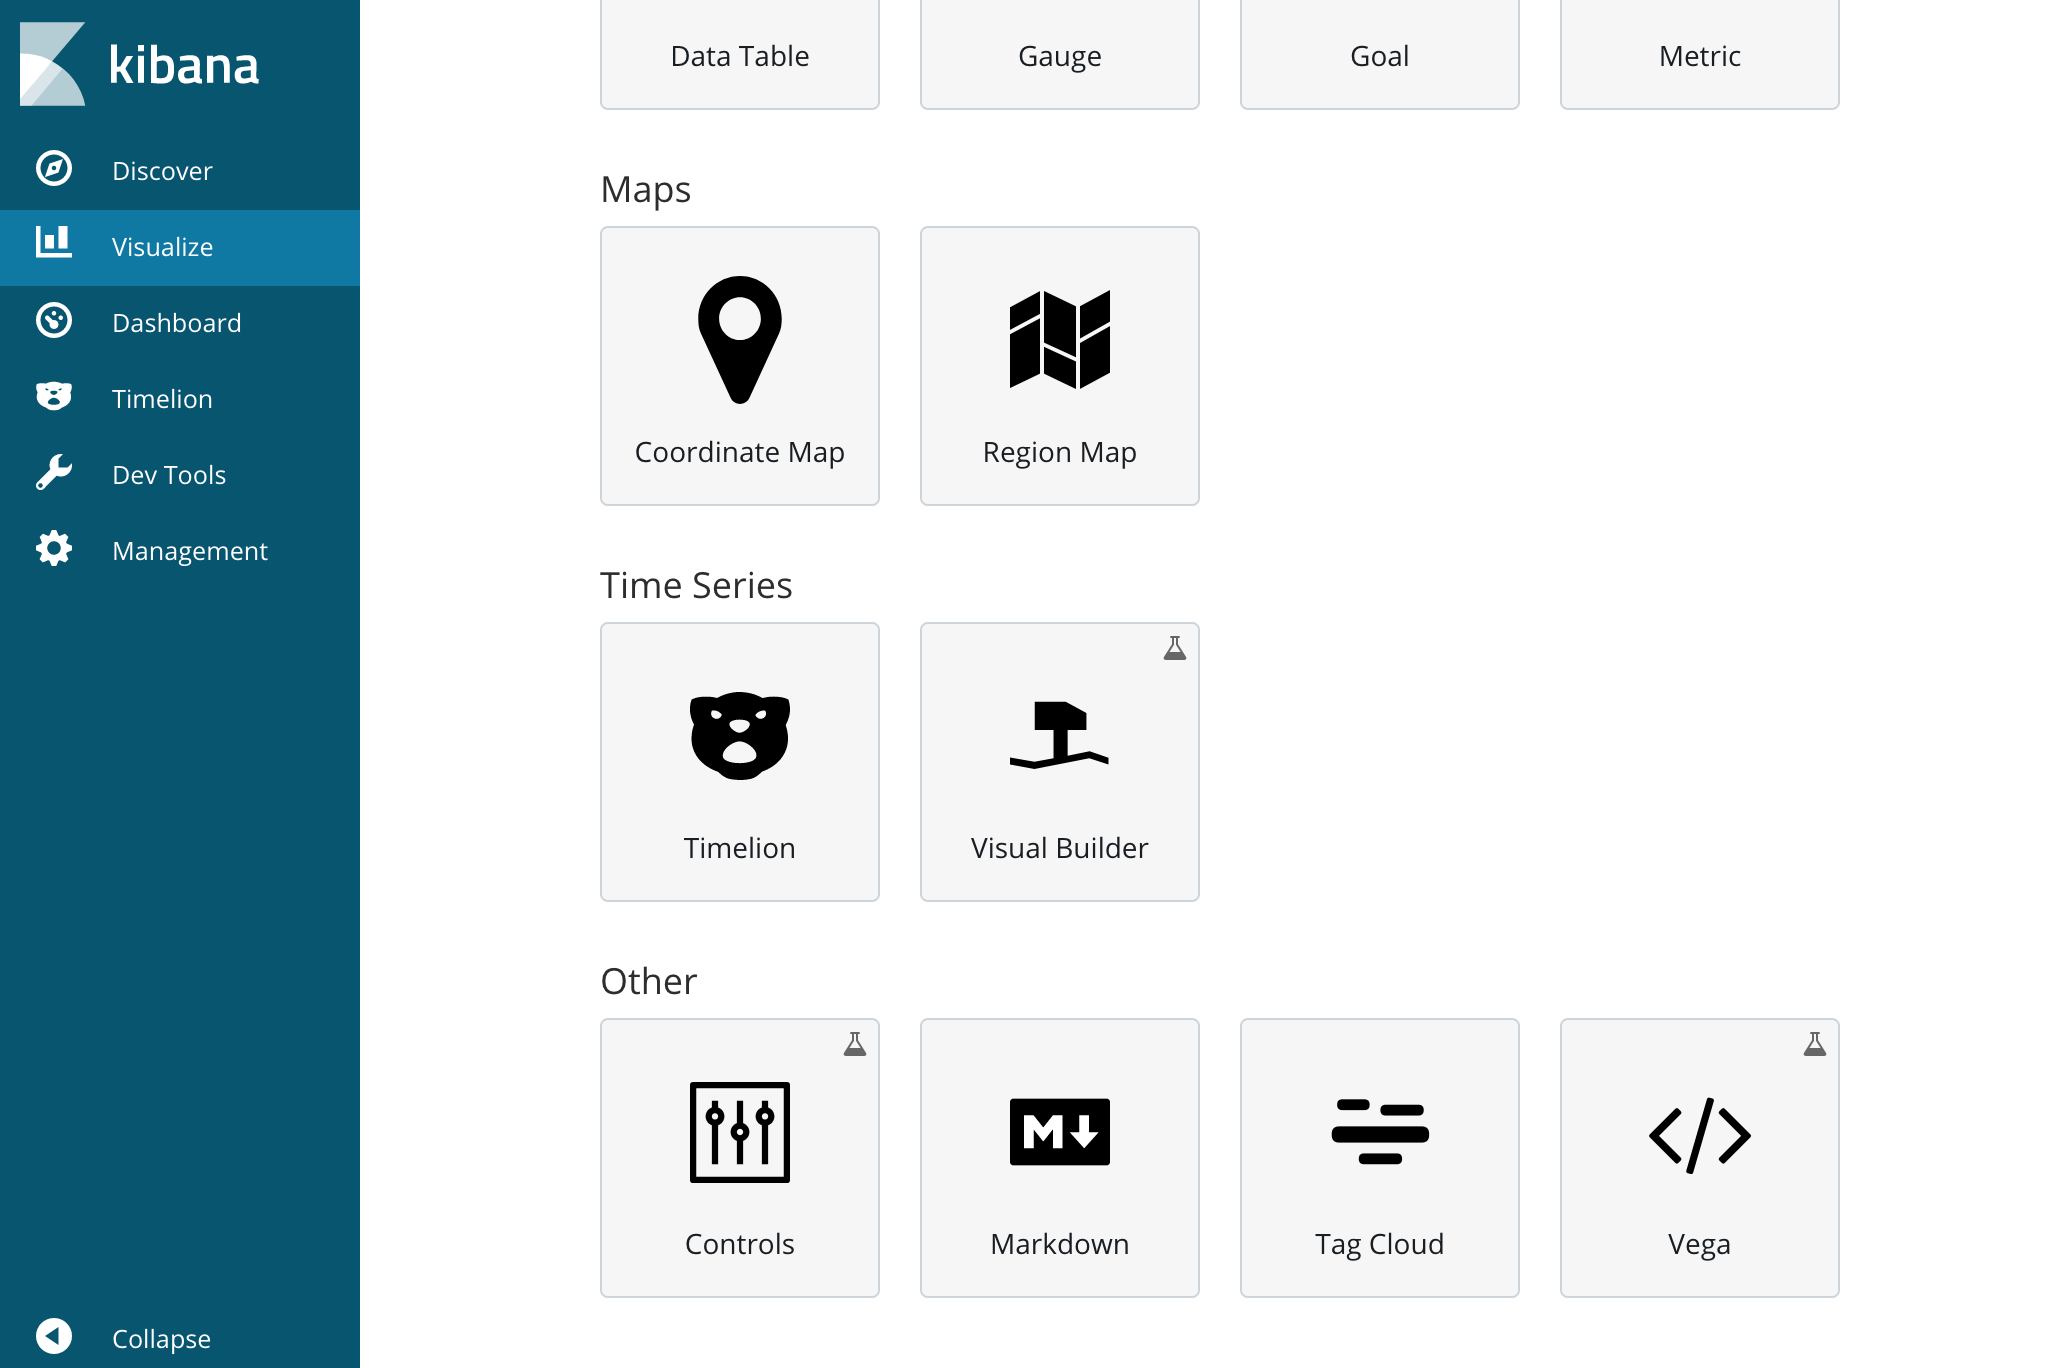 kibana
Discover
Visualize
Dashboard
Timelion
Dev Tools
Management
Collapse
Data Table
Gauge
Goal
Metric
Maps
Coordinate Map
Region Map
Time Series
Timelion
Visual Builder
Other
Controls
M
Markdown
Tag Cloud
</>
Vega